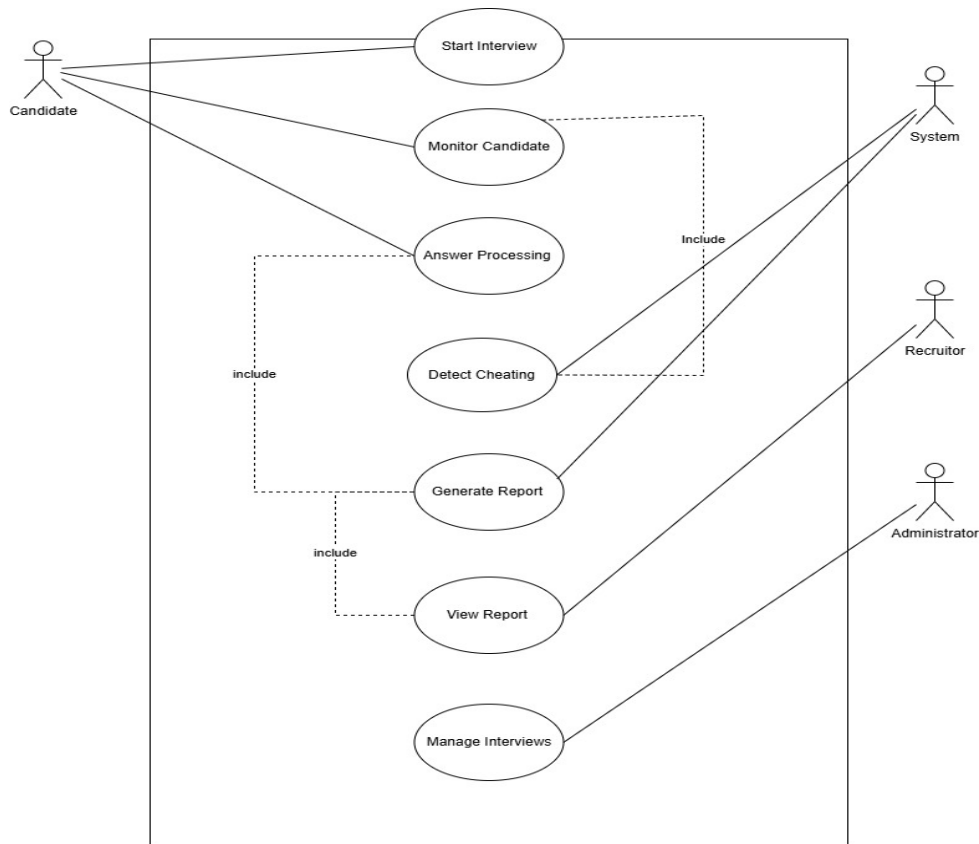 Start Interview
Candidate
System
Monitor Candidate
Include
Answer Processing
Recruitor
Detect Cheating
include
Generate Report
Administrator
include
View Report
Manage Interviews